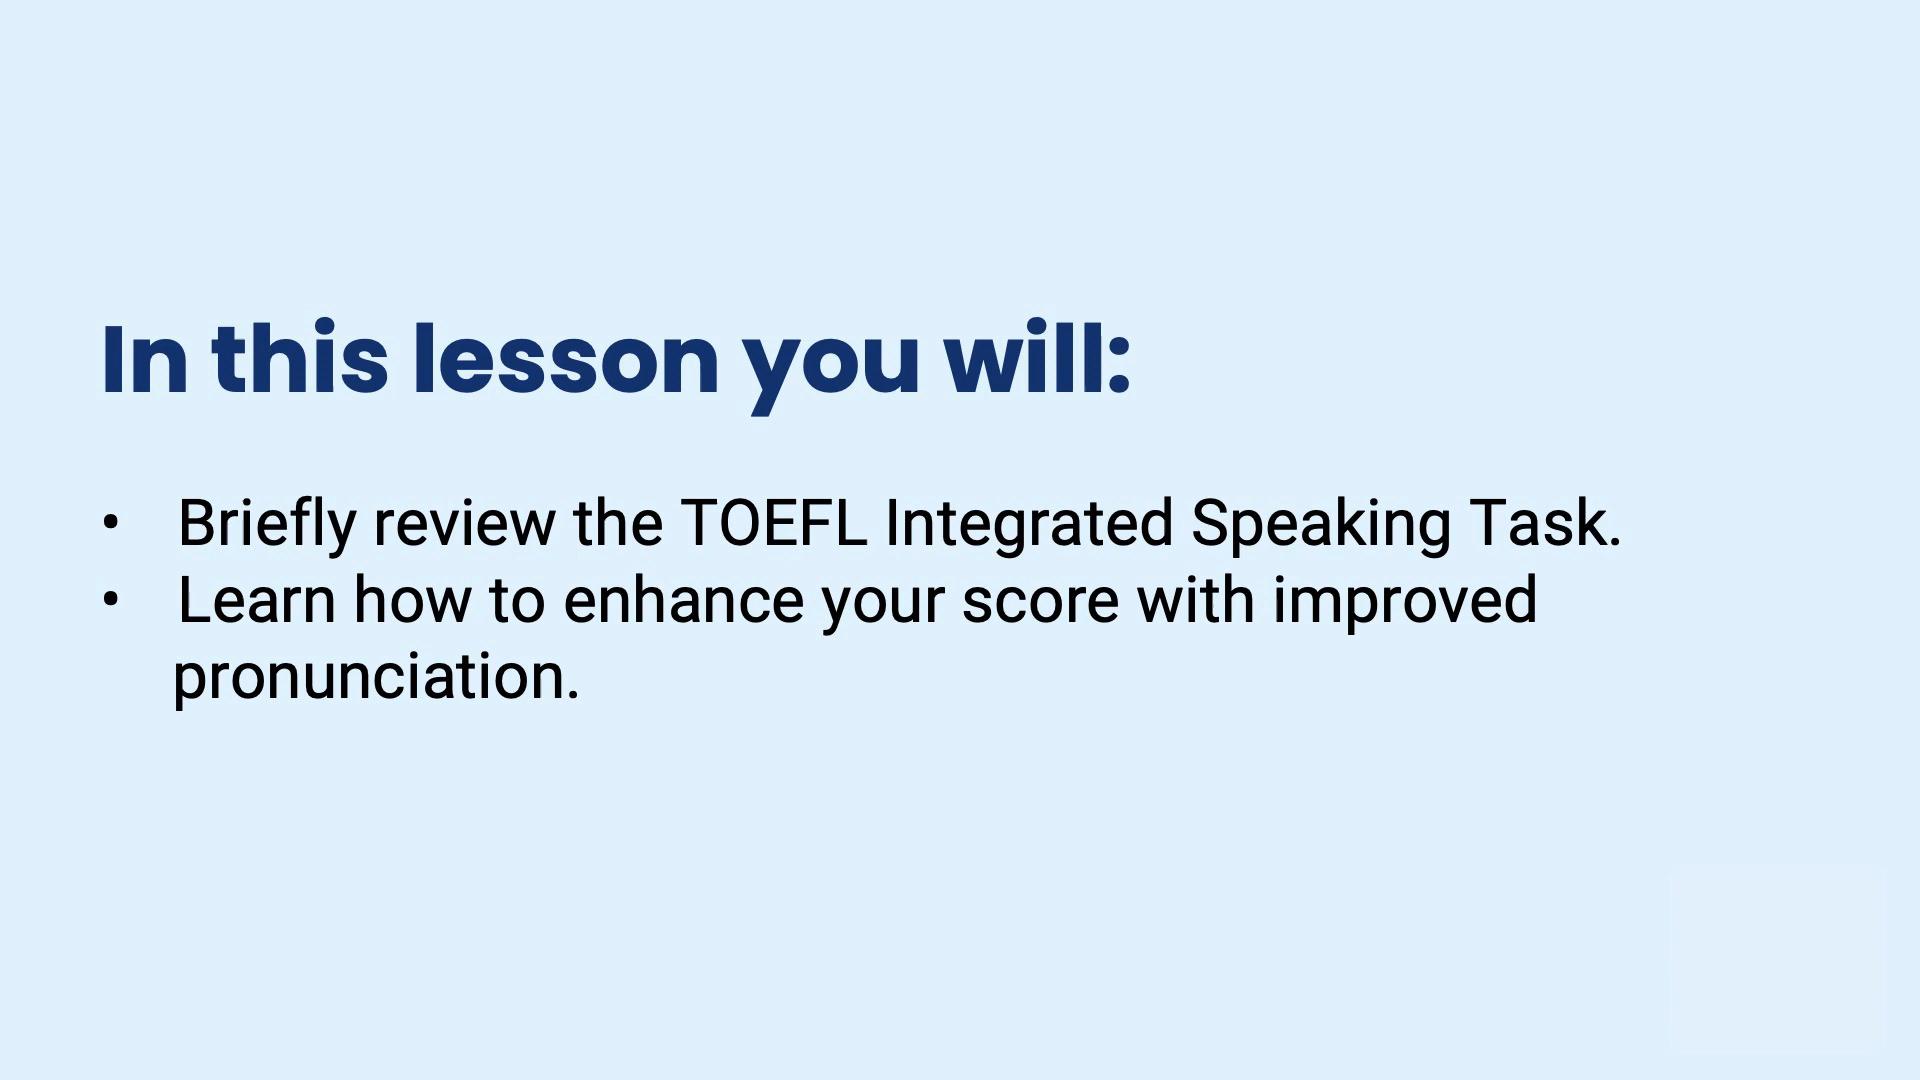 In this lesson you will:
• Briefly review the TOEFL Integrated Speaking Task.
• Learn how to enhance your score with improved
pronunciation.